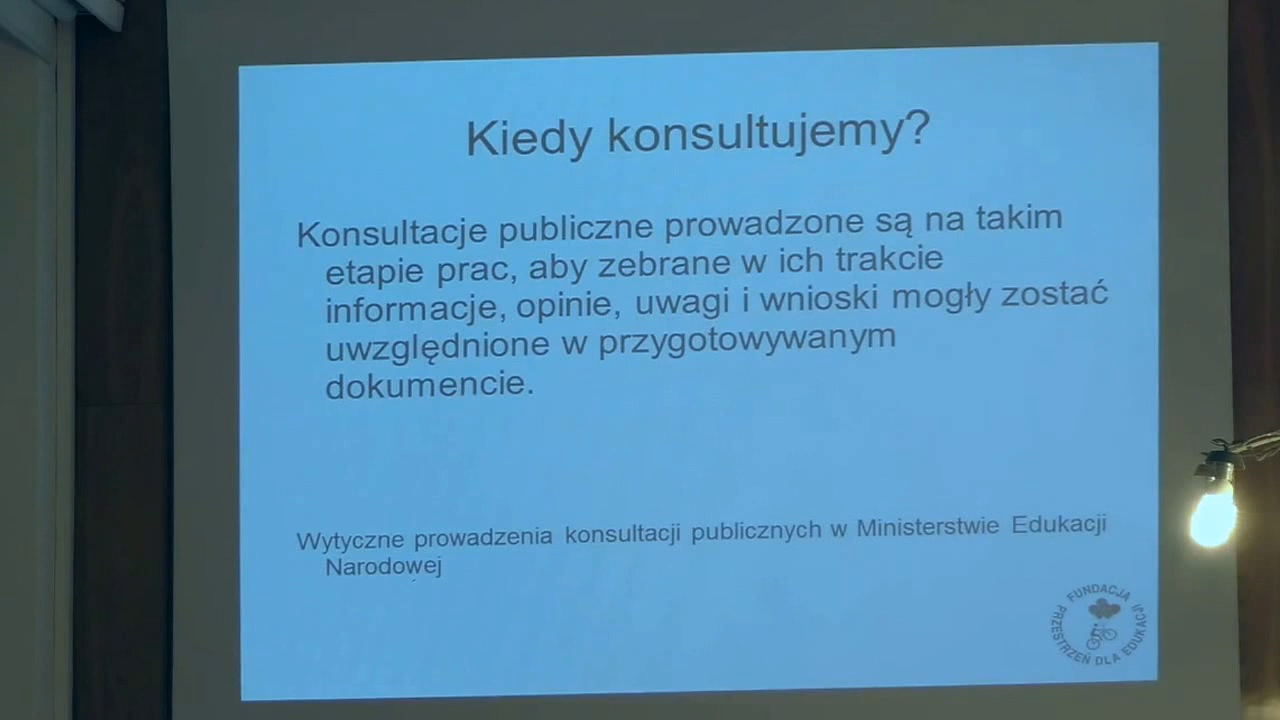 Kiedy konsultujemy?
Konsultacje publiczne prowadzone są na takim
etapie prac, aby zebrane w ich trakcie
informacje, opinie, uwagi i wnioski mogły zostać
uwzględnione w przygotowywanym
dokumencie.
Wytyczne prowadzenia konsultacji publicznych w Ministerstwie Edukacji
Narodowej
FUNDACJA
PRZESTRZEŃ DLA EDUKACJI